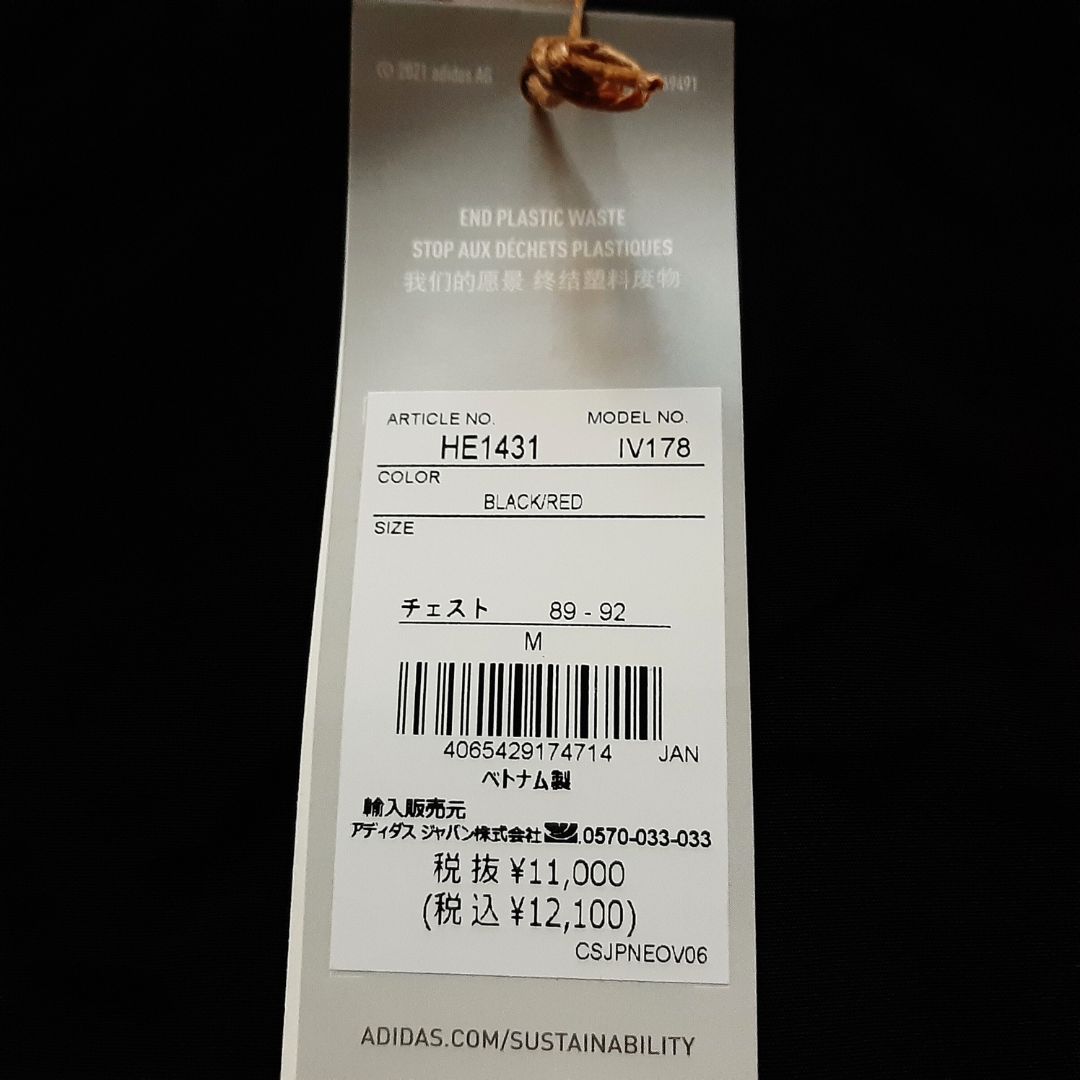 © 2021 adidas AG
END PLASTIC WASTE
STOP AUX DÉCHETS PLASTIQUES
我们的愿景 终结塑料废物
ARTICLE NO. MODEL NO.
HE1431 IV178
COLOR
BLACK/RED
SIZE
チェスト 89 - 92
M
4065429174714 JAN
ベトナム製
輸入販売元
アディダス ジャパン株式会社 .0570-033-033
税抜 ¥11,000
(税込 ¥12,100)
CSJPNEOV06
ADIDAS.COM/SUSTAINABILITY